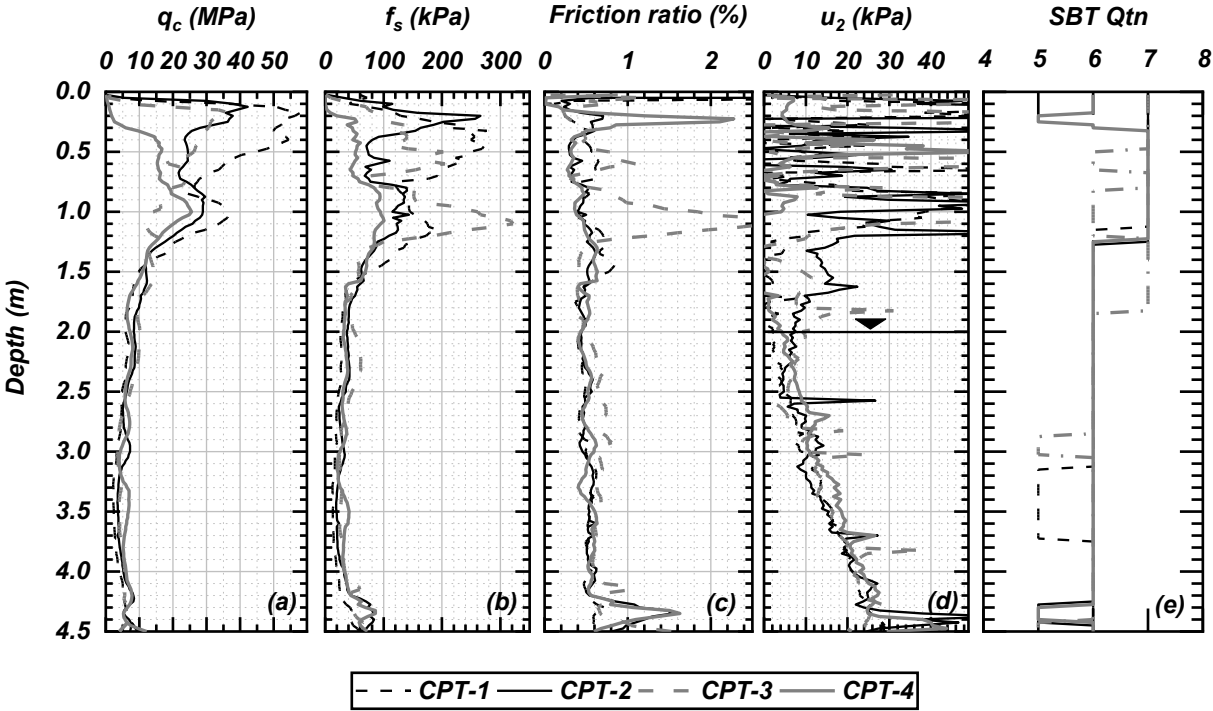 q_c (MPa) f_s (kPa) Friction ratio (%) u_2 (kPa) SBT Qtn
0 10 20 30 40 50 0 100 200 300 0 1 2 0 20 40 4 5 6 7 8
0.0
0.5
1.0
1.5
2.0
2.5
3.0
3.5
4.0
4.5
Depth (m)
(a) (b) (c) (d) (e)
CPT-1 CPT-2 CPT-3 CPT-4